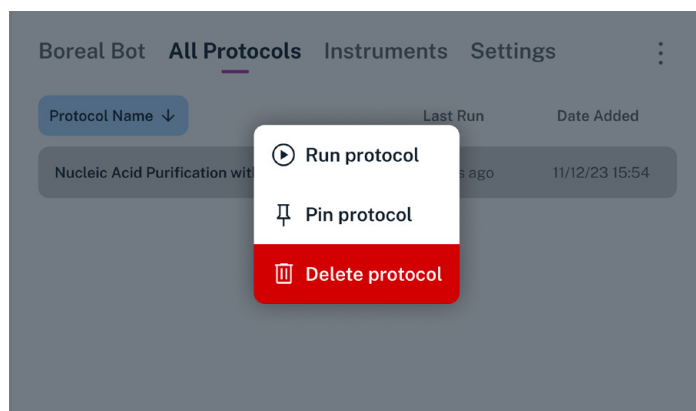 Boreal Bot All Protocols Instruments Settings
Protocol Name Last Run Date Added
Nucleic Acid Purification ago 11/12/23 15:54
Run protocol
Pin protocol
Delete protocol